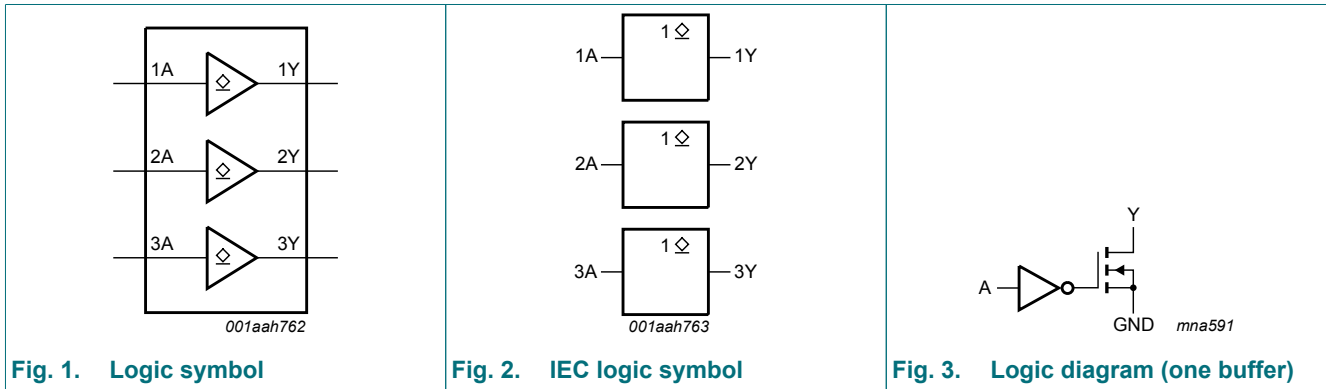 1A 1Y
2A 2Y
3A 3Y
001aah762
Fig. 1. Logic symbol
1
1A 1Y
1
2A 2Y
1
3A 3Y
001aah763
Fig. 2. IEC logic symbol
Y
A
GND mna591
Fig. 3. Logic diagram (one buffer)